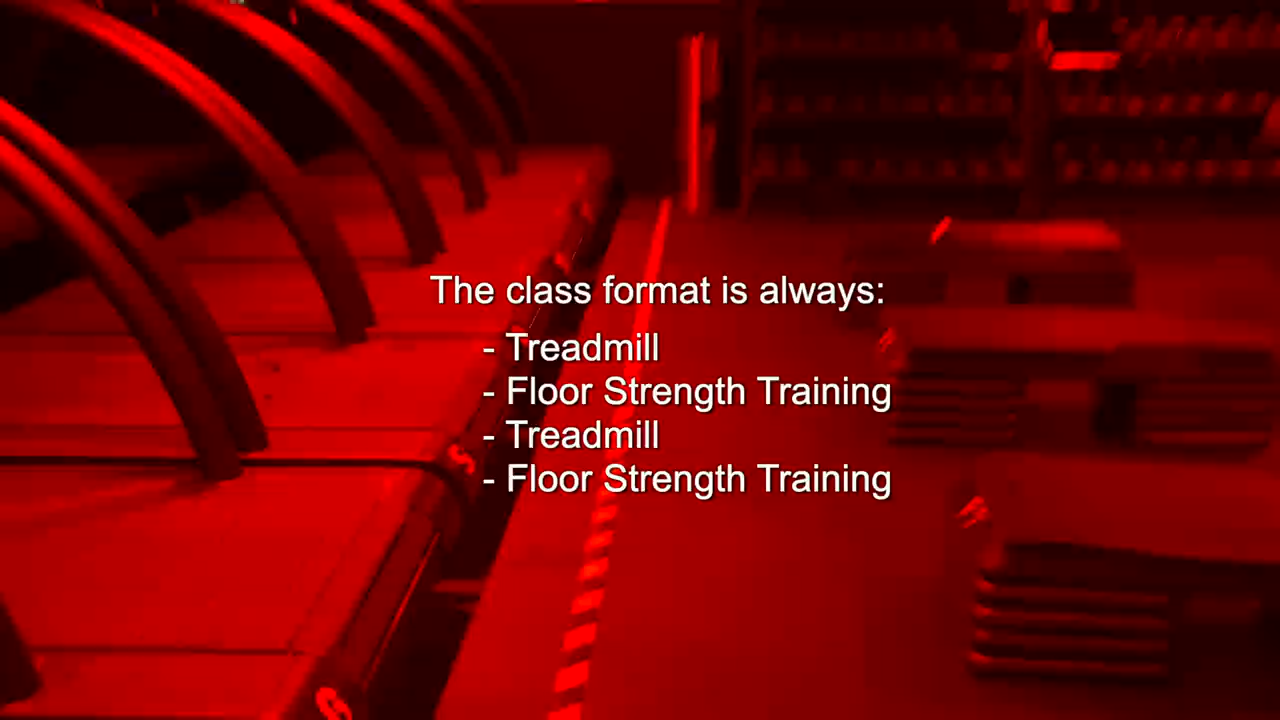 The class format is always:
- Treadmill
- Floor Strength Training
- Treadmill
- Floor Strength Training